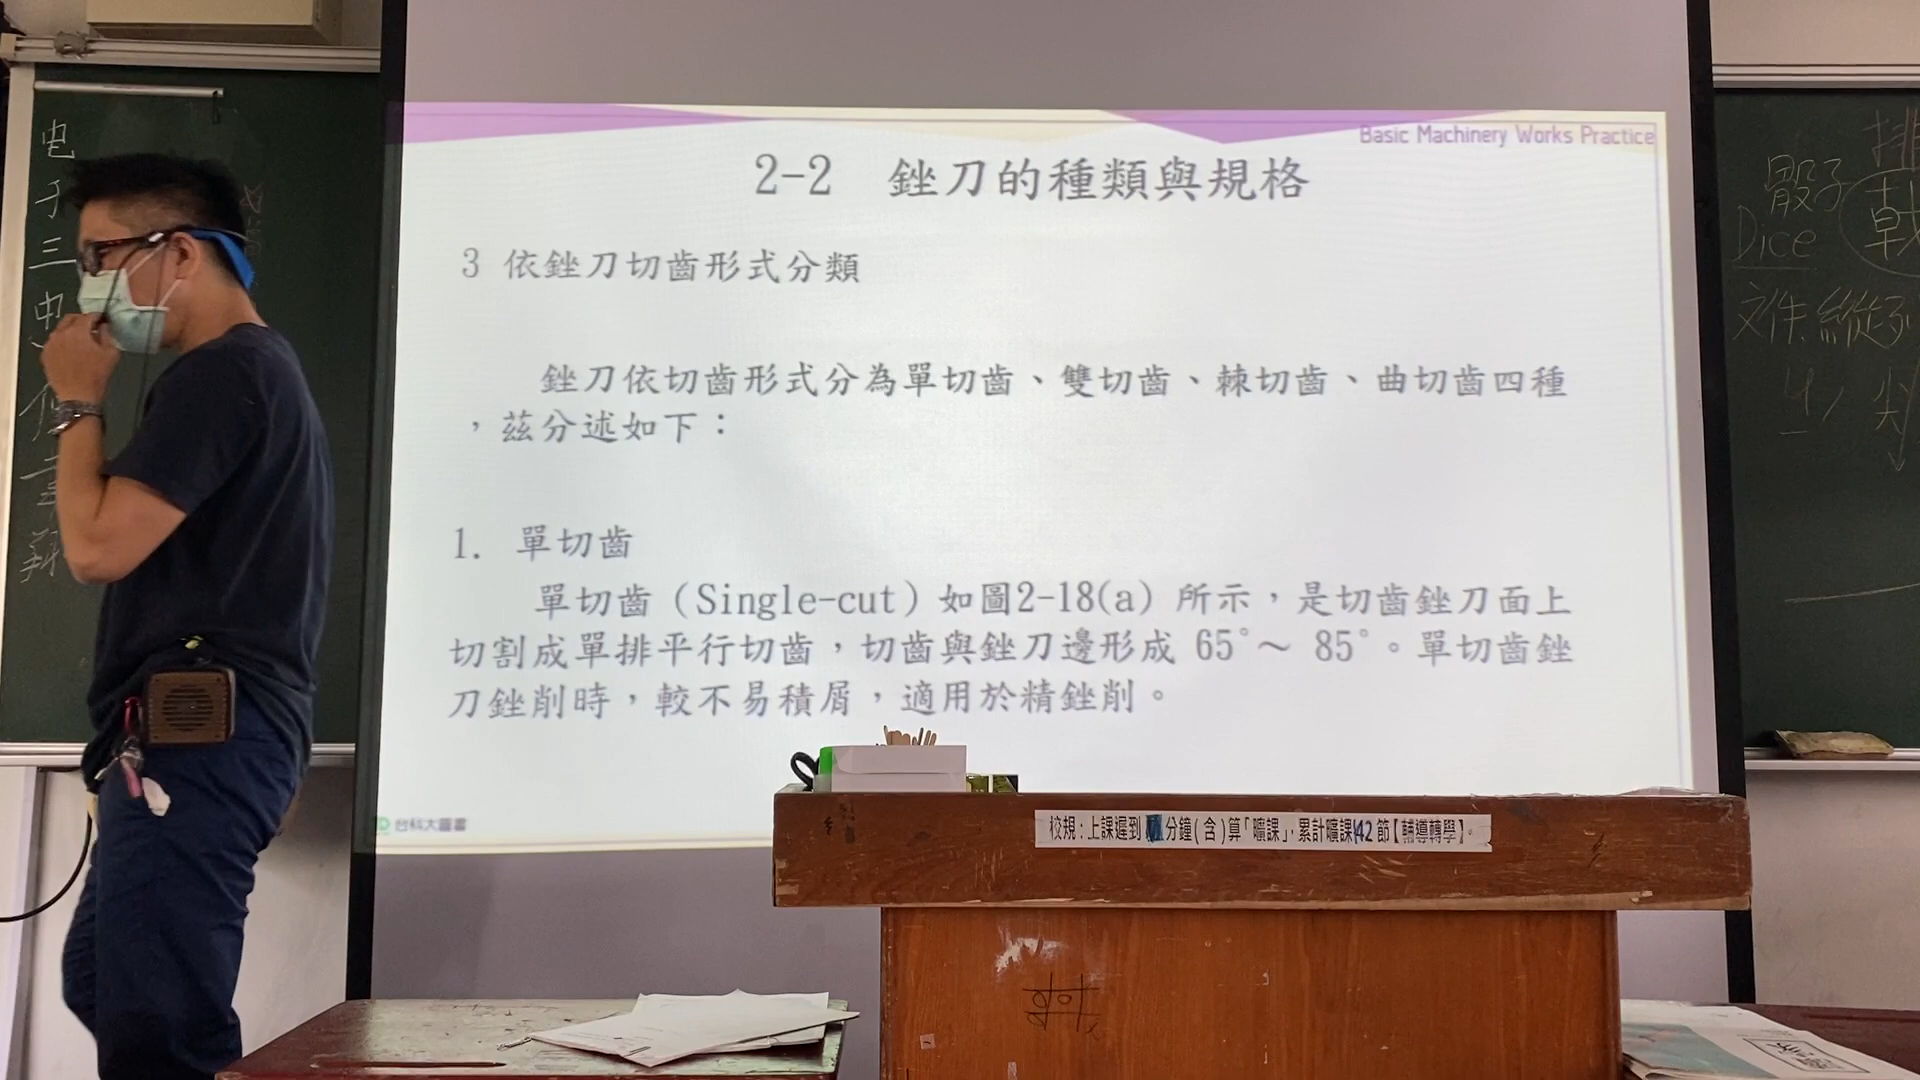 Basic Machinery Works Practice
2-2 銼刀的種類與規格
3 依銼刀切齒形式分類
銼刀依切齒形式分為單切齒、雙切齒、棘切齒、曲切齒四種
，茲分述如下：
1. 單切齒
單切齒（Single-cut）如圖2-18(a) 所示，是切齒銼刀面上
切割成單排平行切齒，切齒與銼刀邊形成 65°～ 85°。單切齒銼
刀銼削時，較不易積屑，適用於精銼削。
台科大圖書
校規：上課遲到 分鐘(含)算「曠課」，累計曠課42節【輔導轉學】。
电
子
三
骰子
Dice
文件